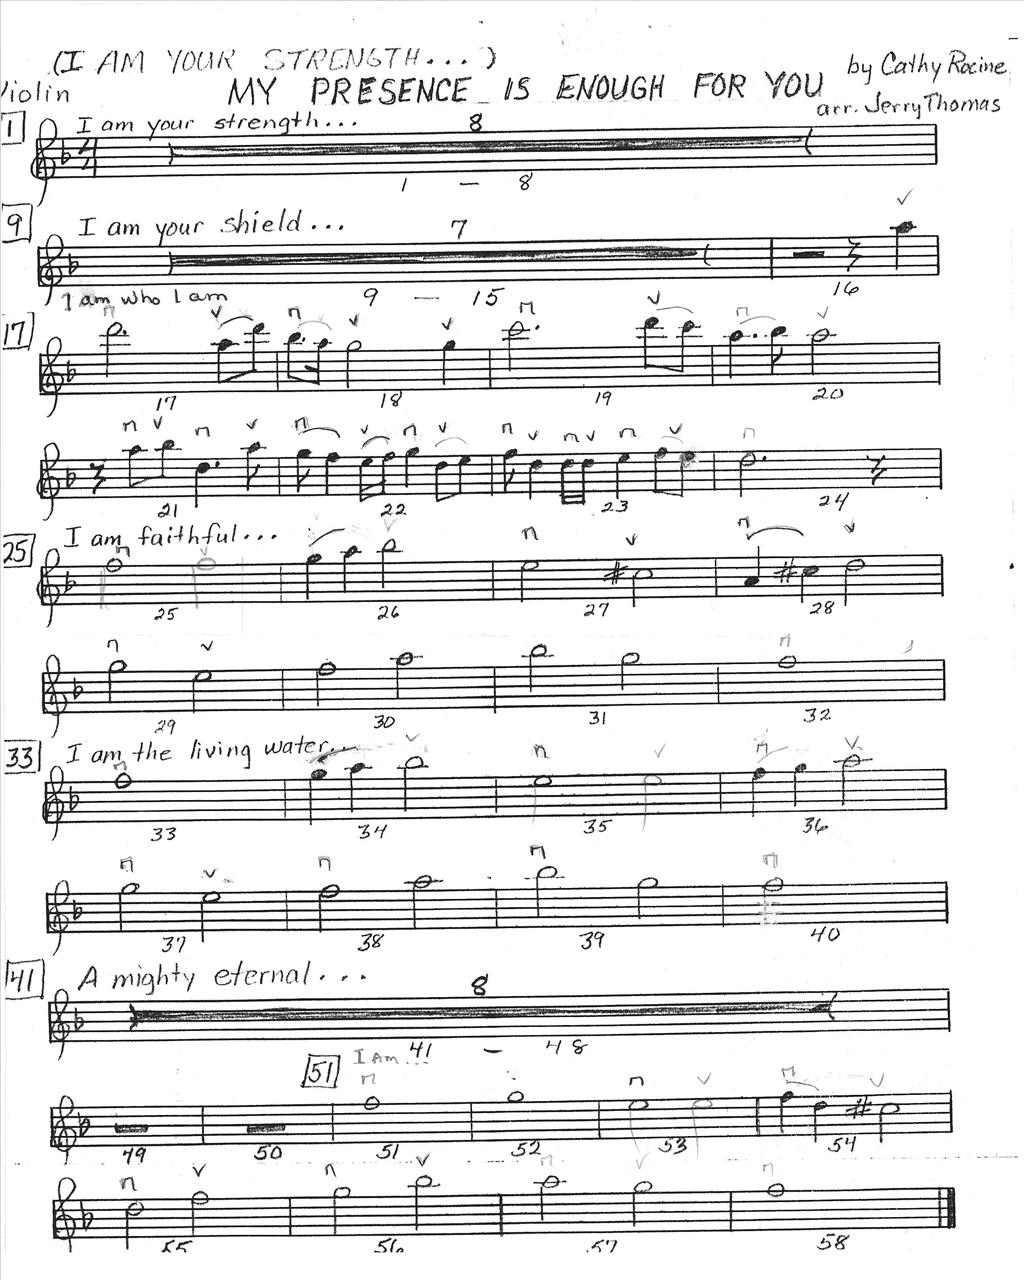 (I AM YOUR STRENGTH...)
Violin
MY PRESENCE IS ENOUGH FOR YOU
by Cathy Racine
arr. Jerry Thomas
1 I am your strength... 8
1 — 8
9 I am your shield... 7
9 — 15 16
I am who I am
17
17 18 19 20
21 22 23 24
25 I am faithful...
25 26 27 28
29 30 31 32
33 I am the living water...
33 34 35 36
37 38 39 40
41 A mighty eternal... 8
41 — 48
51 I AM...
49 50 51 52 53 54
55 56 57 58